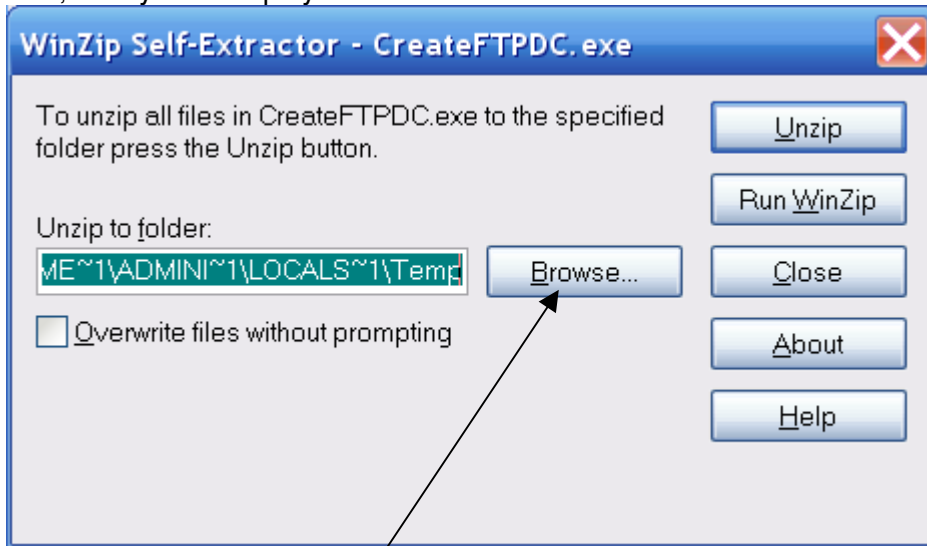 WinZip Self-Extractor - CreateFTPDC.exe
To unzip all files in CreateFTPDC.exe to the specified
folder press the Unzip button.
Unzip to folder:
ME~1\ADMINI~1\LOCALS~1\Temp
Browse...
Overwrite files without prompting
Unzip
Run WinZip
Close
About
Help